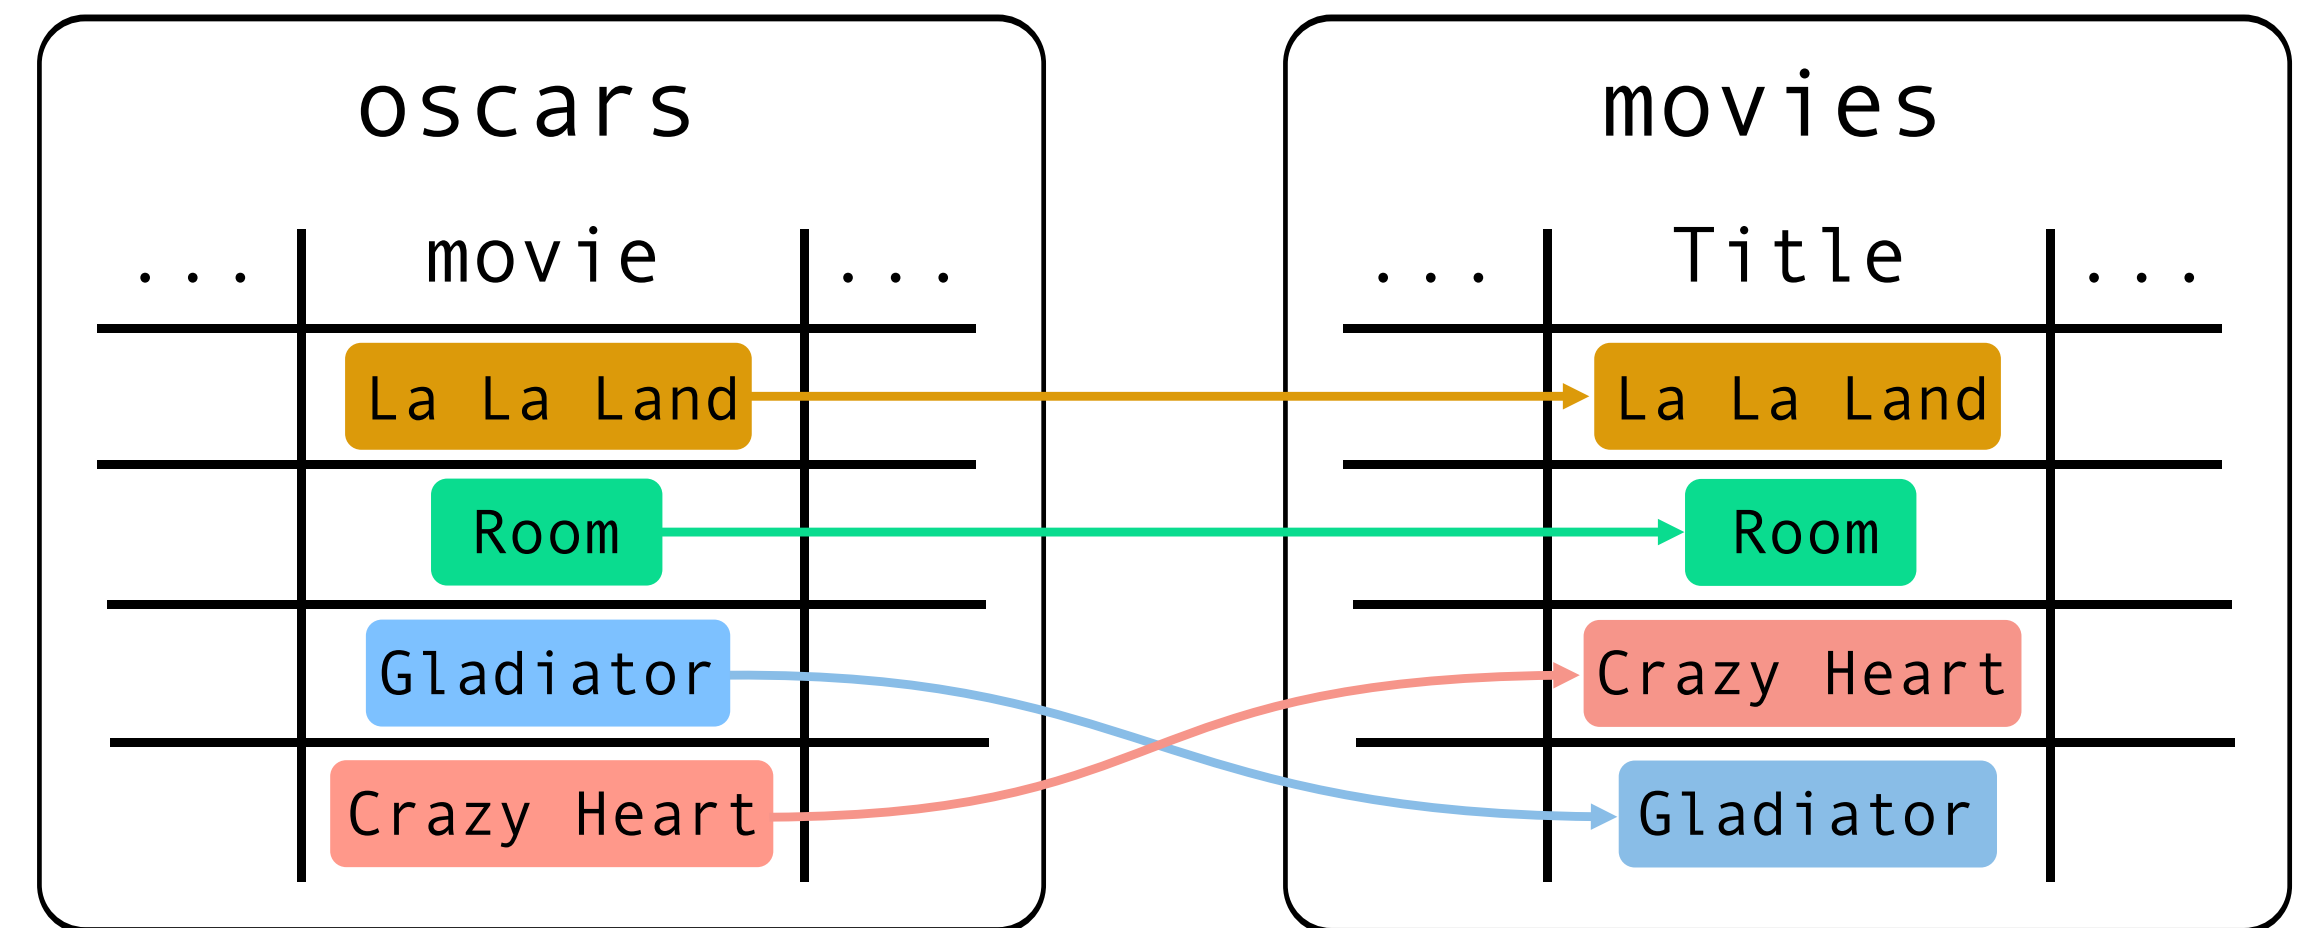 oscars
... movie ...
La La Land
Room
Gladiator
Crazy Heart
movies
... Title ...
La La Land
Room
Crazy Heart
Gladiator